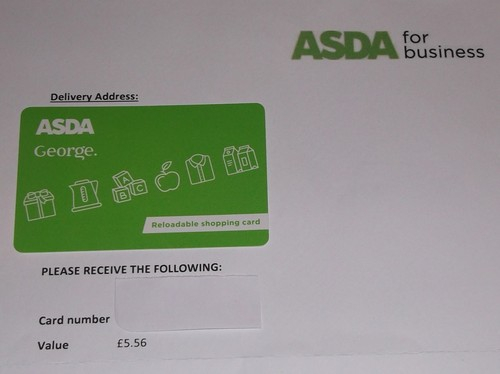 ASDA for business
Delivery Address:
ASDA
George.
A B C
Reloadable shopping card
PLEASE RECEIVE THE FOLLOWING:
Card number
Value £5.56